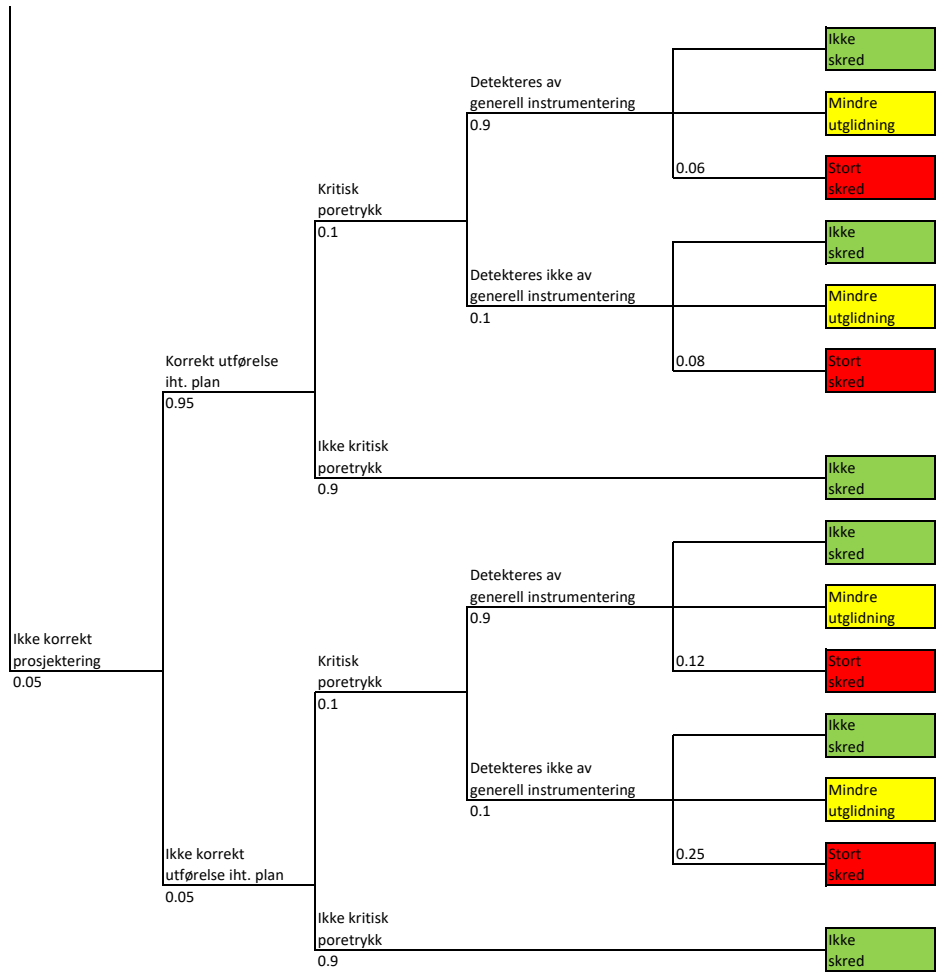 Ikke
skred
Detekteres av
generell instrumentering
0.9
Mindre
utglidning
0.06
Stort
skred
Kritisk
poretrykk
0.1
Ikke
skred
Detekteres ikke av
generell instrumentering
0.1
Mindre
utglidning
0.08
Stort
skred
Korrekt utførelse
iht. plan
0.95
Ikke kritisk
poretrykk
0.9
Ikke
skred
Ikke
skred
Detekteres av
generell instrumentering
0.9
Mindre
utglidning
Ikke korrekt
prosjektering
0.05
0.12
Stort
skred
Kritisk
poretrykk
0.1
Ikke
skred
Detekteres ikke av
generell instrumentering
0.1
Mindre
utglidning
0.25
Stort
skred
Ikke korrekt
utførelse iht. plan
0.05
Ikke kritisk
poretrykk
0.9
Ikke
skred